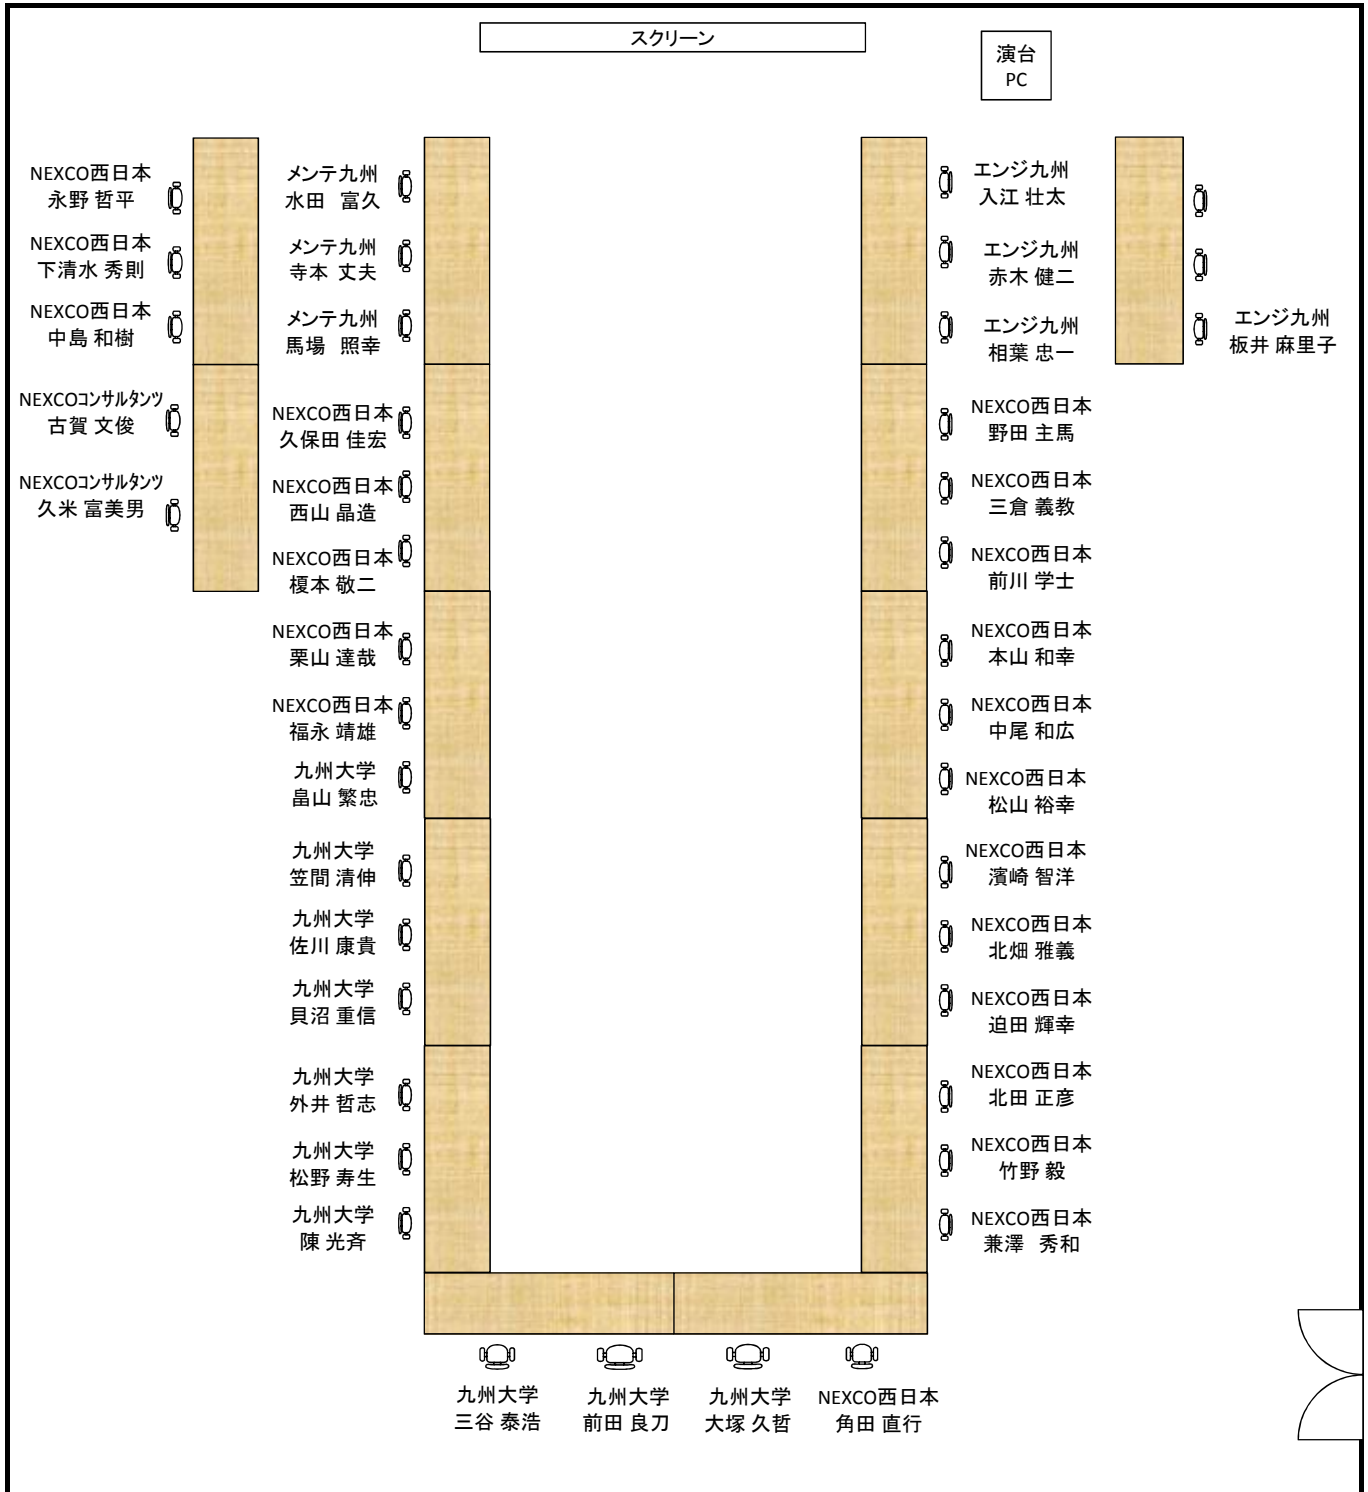 スクリーン
演台
PC
NEXCO西日本
永野 哲平
NEXCO西日本
下清水 秀則
NEXCO西日本
中島 和樹
NEXCOコンサルタンツ
古賀 文俊
NEXCOコンサルタンツ
久米 富美男
メンテ九州
水田 富久
メンテ九州
寺本 丈夫
メンテ九州
馬場 照幸
NEXCO西日本
久保田 佳宏
NEXCO西日本
西山 晶造
NEXCO西日本
榎本 敬二
NEXCO西日本
栗山 達哉
NEXCO西日本
福永 靖雄
九州大学
畠山 繁忠
九州大学
笠間 清伸
九州大学
佐川 康貴
九州大学
貝沼 重信
九州大学
外井 哲志
九州大学
松野 寿生
九州大学
陳 光斉
エンジ九州
入江 壮太
エンジ九州
赤木 健二
エンジ九州
相葉 忠一
NEXCO西日本
野田 主馬
NEXCO西日本
三倉 義教
NEXCO西日本
前川 学士
NEXCO西日本
本山 和幸
NEXCO西日本
中尾 和広
NEXCO西日本
松山 裕幸
NEXCO西日本
濱崎 智洋
NEXCO西日本
北畑 雅義
NEXCO西日本
迫田 輝幸
NEXCO西日本
北田 正彦
NEXCO西日本
竹野 毅
NEXCO西日本
兼澤 秀和
エンジ九州
板井 麻里子
九州大学
三谷 泰浩
九州大学
前田 良刀
九州大学
大塚 久哲
NEXCO西日本
角田 直行